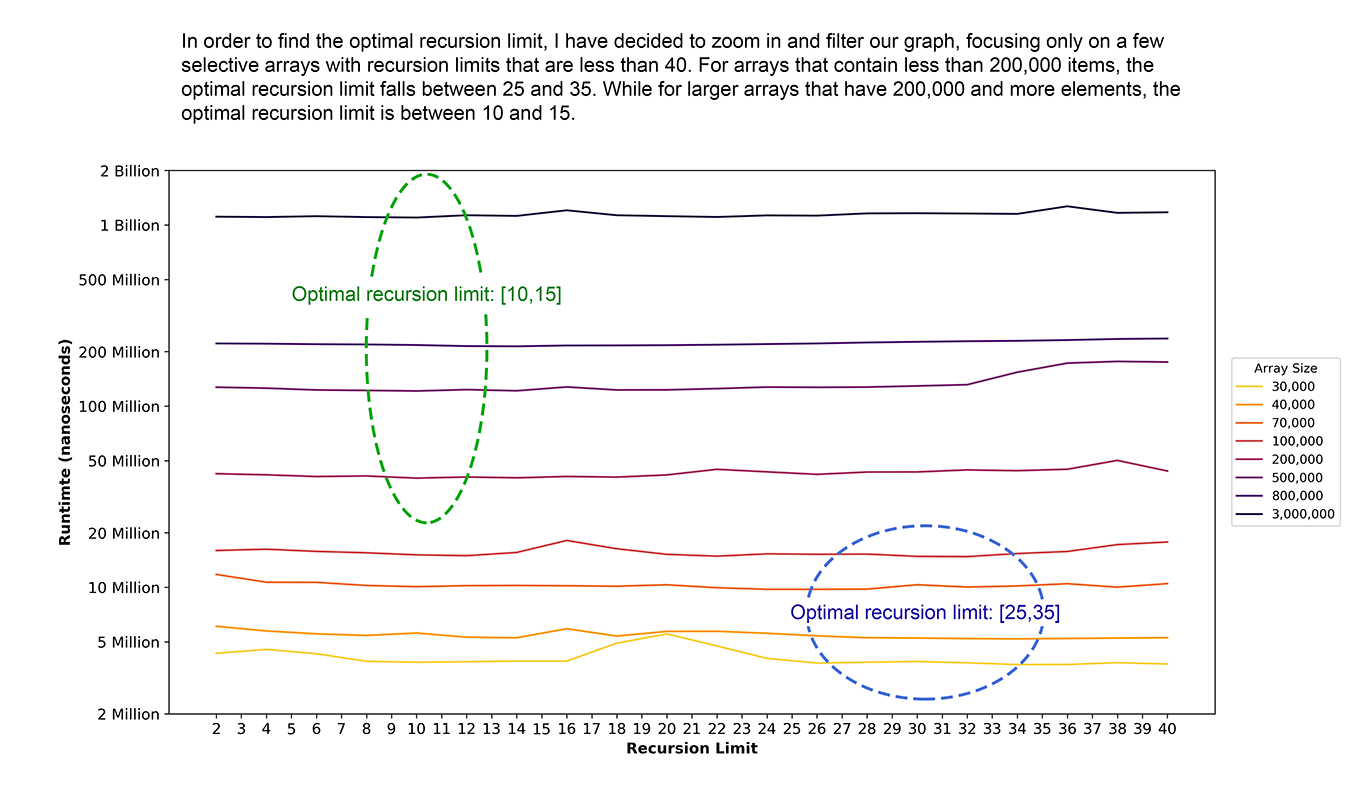 In order to find the optimal recursion limit, I have decided to zoom in and filter our graph, focusing only on a few
selective arrays with recursion limits that are less than 40. For arrays that contain less than 200,000 items, the
optimal recursion limit falls between 25 and 35. While for larger arrays that have 200,000 and more elements, the
optimal recursion limit is between 10 and 15.
2 Billion
1 Billion
500 Million
200 Million
100 Million
50 Million
20 Million
10 Million
5 Million
2 Million
Runtimte (nanoseconds)
Optimal recursion limit: [10,15]
Optimal recursion limit: [25,35]
2 3 4 5 6 7 8 9 10 11 12 13 14 15 16 17 18 19 20 21 22 23 24 25 26 27 28 29 30 31 32 33 34 35 36 37 38 39 40
Recursion Limit
Array Size
30,000
40,000
70,000
100,000
200,000
500,000
800,000
3,000,000